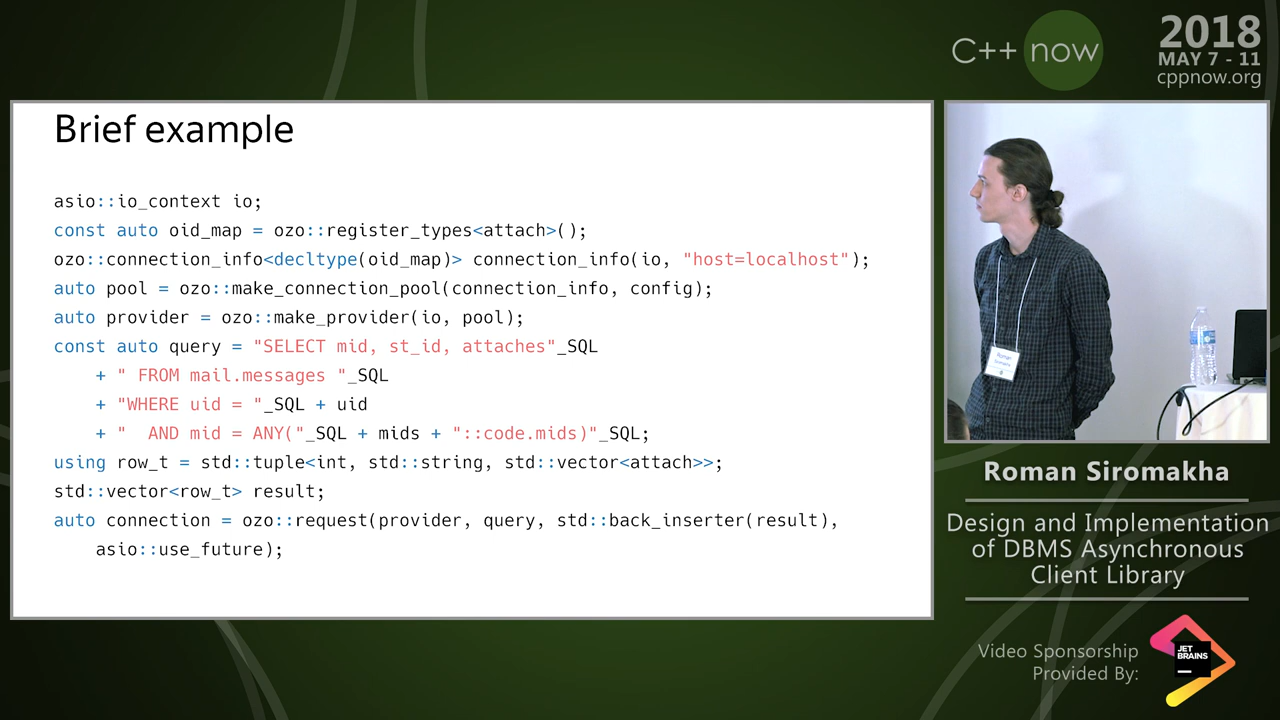 C++ now
2018
MAY 7 - 11
cppnow.org
Brief example
asio::io_context io;
const auto oid_map = ozo::register_types<attach>();
ozo::connection_info<decltype(oid_map)> connection_info(io, "host=localhost");
auto pool = ozo::make_connection_pool(connection_info, config);
auto provider = ozo::make_provider(io, pool);
const auto query = "SELECT mid, st_id, attaches"_SQL
    + " FROM mail.messages "_SQL
    + "WHERE uid = "_SQL + uid
    + "  AND mid = ANY("_SQL + mids + "::code.mids)"_SQL;
using row_t = std::tuple<int, std::string, std::vector<attach>>;
std::vector<row_t> result;
auto connection = ozo::request(provider, query, std::back_inserter(result),
    asio::use_future);
Roman
Roman Siromakha
Design and Implementation
of DBMS Asynchronous
Client Library
Video Sponsorship
Provided By:
JET
BRAINS